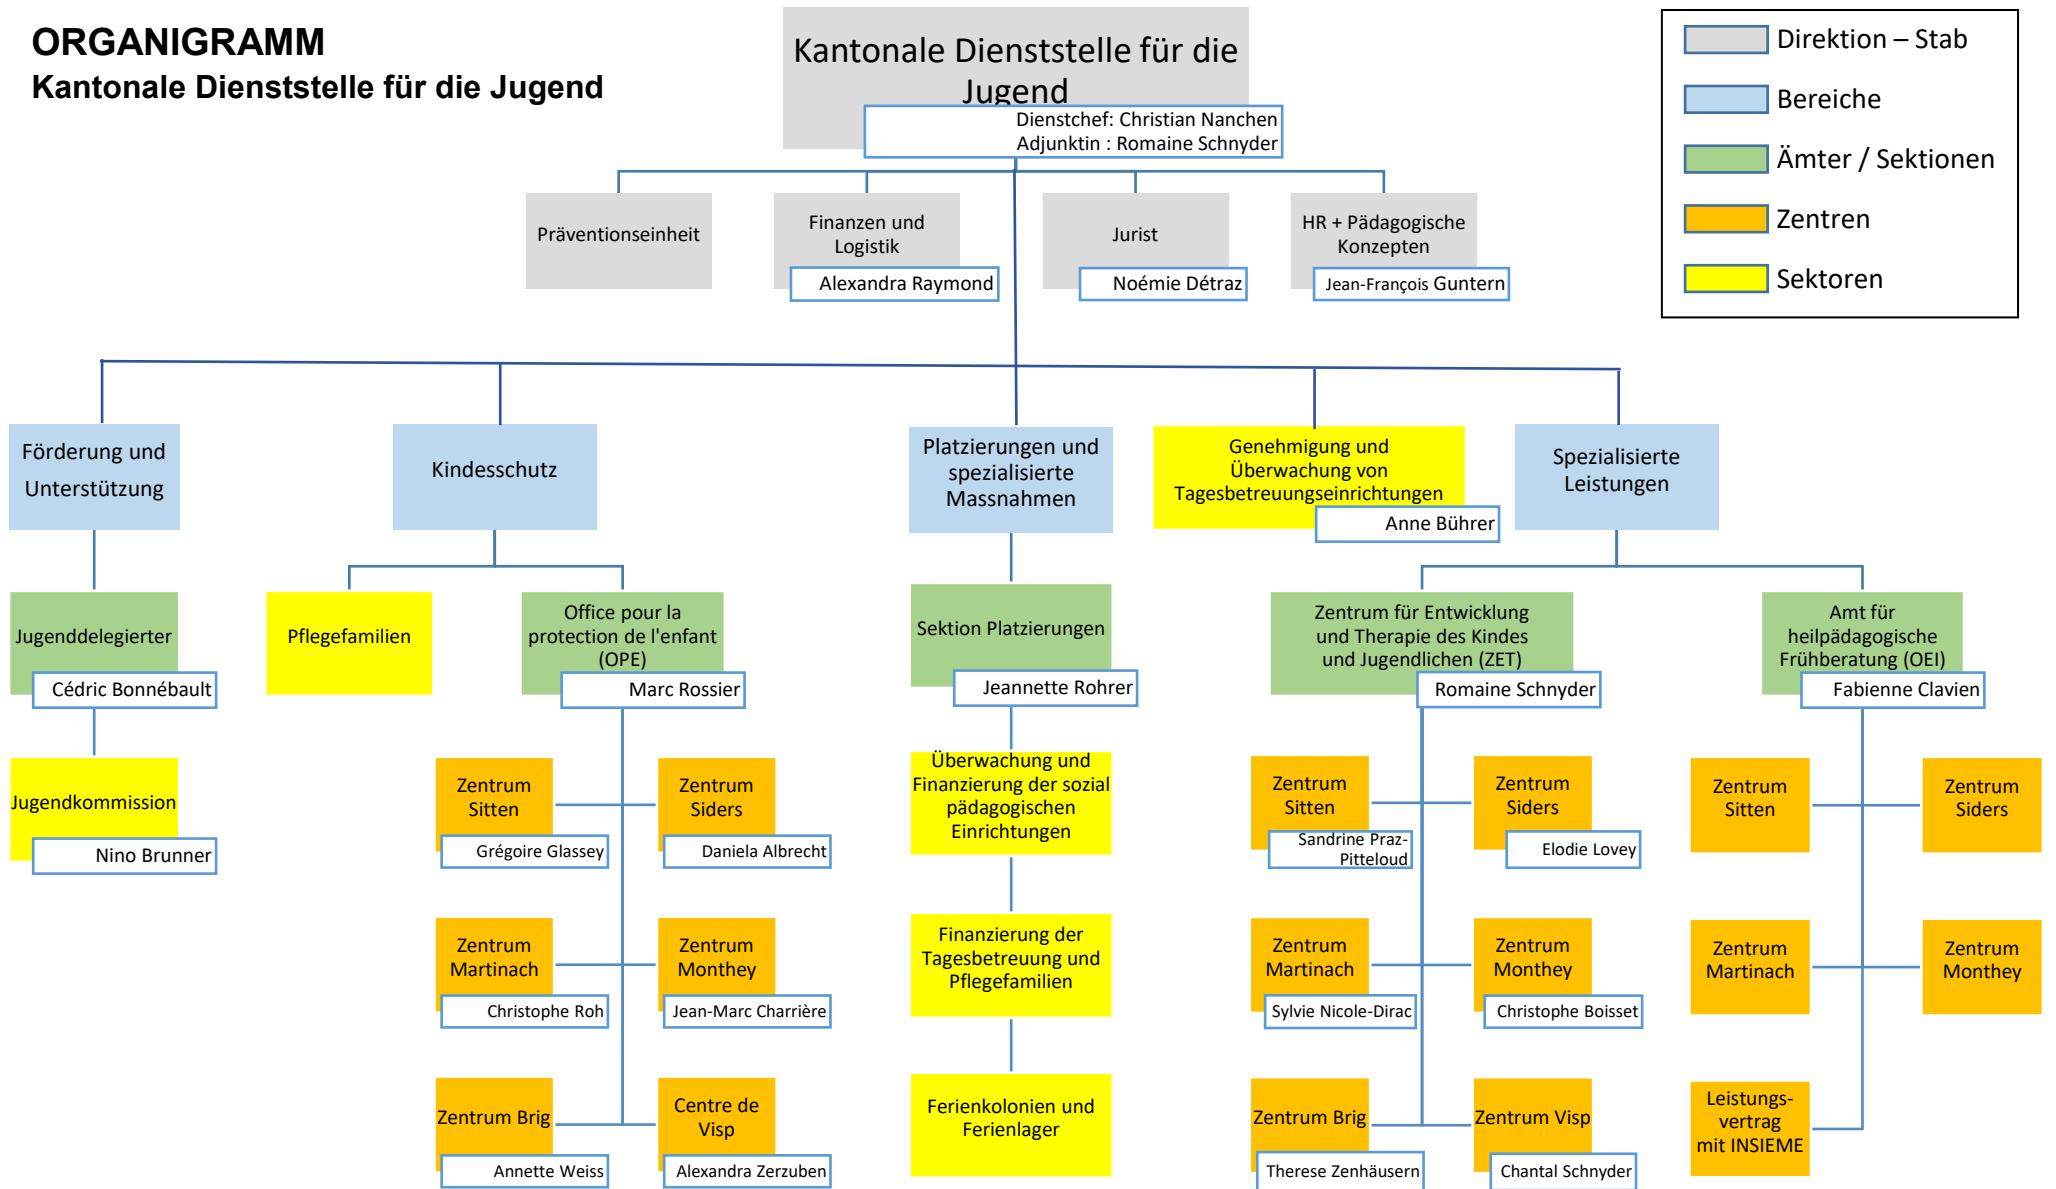 ORGANIGRAMM
Kantonale Dienststelle für die Jugend
Kantonale Dienststelle für die
Jugend
Dienstchef: Christian Nanchen
Adjunktin : Romaine Schnyder
Direktion – Stab
Bereiche
Ämter / Sektionen
Zentren
Sektoren
Präventionseinheit
Finanzen und
Logistik
Alexandra Raymond
Jurist
Noémie Détraz
HR + Pädagogische
Konzepten
Jean-François Guntern
Förderung und
Unterstützung
Kindesschutz
Platzierungen und
spezialisierte
Massnahmen
Genehmigung und
Überwachung von
Tagesbetreuungseinrichtungen
Anne Bührer
Spezialisierte
Leistungen
Jugenddelegierter
Cédric Bonnébault
Pflegefamilien
Office pour la
protection de l'enfant
(OPE)
Marc Rossier
Sektion Platzierungen
Jeannette Rohrer
Zentrum für Entwicklung
und Therapie des Kindes
und Jugendlichen (ZET)
Romaine Schnyder
Amt für
heilpädagogische
Frühberatung (OEI)
Fabienne Clavien
Jugendkommission
Nino Brunner
Zentrum
Sitten
Grégoire Glassey
Zentrum
Siders
Daniela Albrecht
Überwachung und
Finanzierung der sozial
pädagogischen
Einrichtungen
Zentrum
Sitten
Sandrine Praz-
Pitteloud
Zentrum
Siders
Elodie Lovey
Zentrum
Sitten
Zentrum
Siders
Zentrum
Martinach
Christophe Roh
Zentrum
Monthey
Jean-Marc Charrière
Finanzierung der
Tagesbetreuung und
Pflegefamilien
Zentrum
Martinach
Sylvie Nicole-Dirac
Zentrum
Monthey
Christophe Boisset
Zentrum
Martinach
Zentrum
Monthey
Zentrum Brig
Annette Weiss
Centre de
Visp
Alexandra Zerzuben
Ferienkolonien und
Ferienlager
Zentrum Brig
Therese Zenhäusern
Zentrum Visp
Chantal Schnyder
Leistungs-
vertrag
mit INSIEME